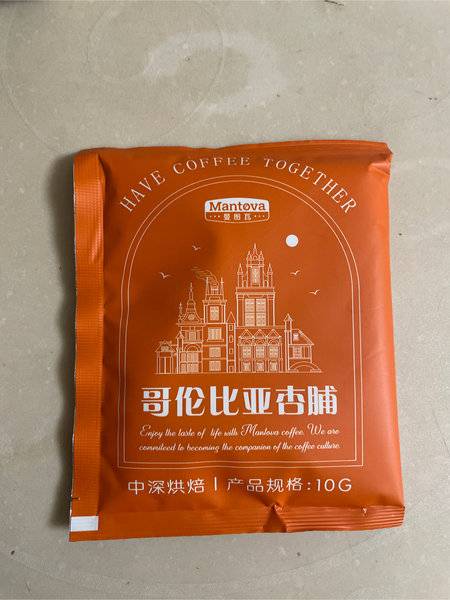 HAVE COFFEE TOGETHER
Mantova
曼图瓦
哥伦比亚杏脯
Enjoy the taste of life with Mantova coffee. We are
commiteed to becoming the companion of the coffee culture.
中深烘焙 | 产品规格:10G